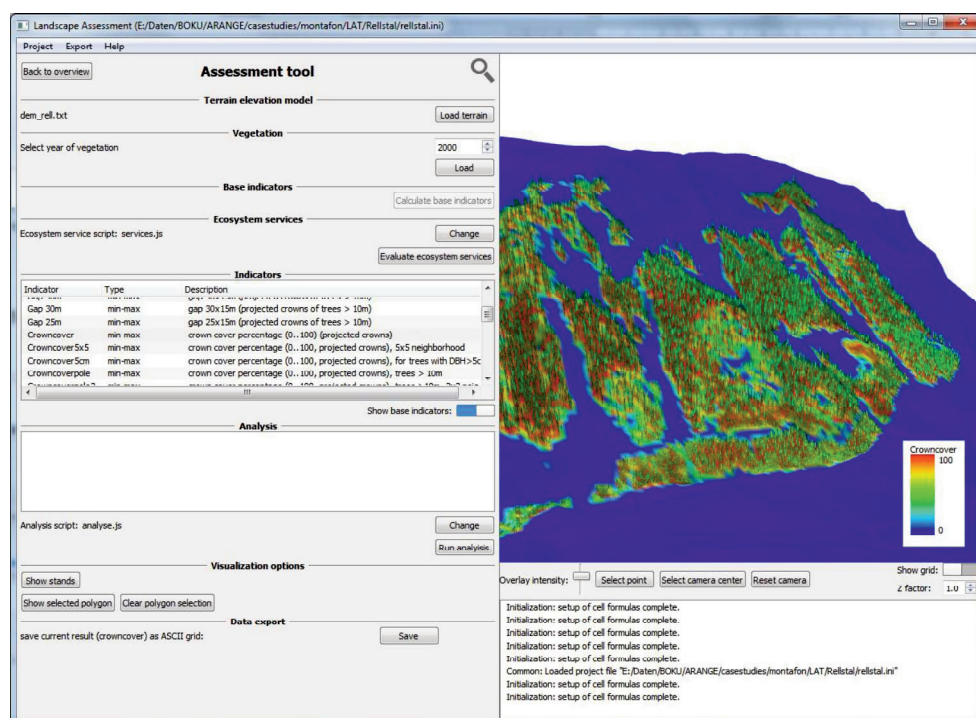 Landscape Assessment (E:/Daten/BOKU/ARANGE/casestudies/montafon/LAT/Rellstal/rellstal.ini)
Project Export Help
Back to overview
Assessment tool
Terrain elevation model
dem_rell.txt
Load terrain
Vegetation
Select year of vegetation
2000
Load
Base indicators
Calculate base indicators
Ecosystem services
Ecosystem service script: services.js
Change
Evaluate ecosystem services
Indicators
Indicator Type Description
Gap 30m min-max gap 30x15m (projected crowns of trees > 10m)
Gap 25m min-max gap 25x15m (projected crowns of trees > 10m)
Crowncover min-max crown cover percentage (0..100) (projected crowns)
Crowncover5x5 min-max crown cover percentage (0..100, projected crowns), 5x5 neighborhood
Crowncover5cm min-max crown cover percentage (0..100, projected crowns), for trees with DBH>5c
Crowncoverpole min-max crown cover percentage (0..100, projected crowns), trees > 10m
Show base indicators:
Analysis
Analysis script: analyse.js
Change
Run analyisis
Visualization options
Show stands
Show selected polygon
Clear polygon selection
Data export
save current result (crowncover) as ASCII grid:
Save
Crowncover
100
0
Overlay intensity:
Select point
Select camera center
Reset camera
Show grid:
Z factor: 1.0
Initialization: setup of cell formulas complete.
Initialization: setup of cell formulas complete.
Initialization: setup of cell formulas complete.
Initialization: setup of cell formulas complete.
Initialization: setup of cell formulas complete.
Common: Loaded project file "E:/Daten/BOKU/ARANGE/casestudies/montafon/LAT/Rellstal/rellstal.ini"
Initialization: setup of cell formulas complete.
Initialization: setup of cell formulas complete.